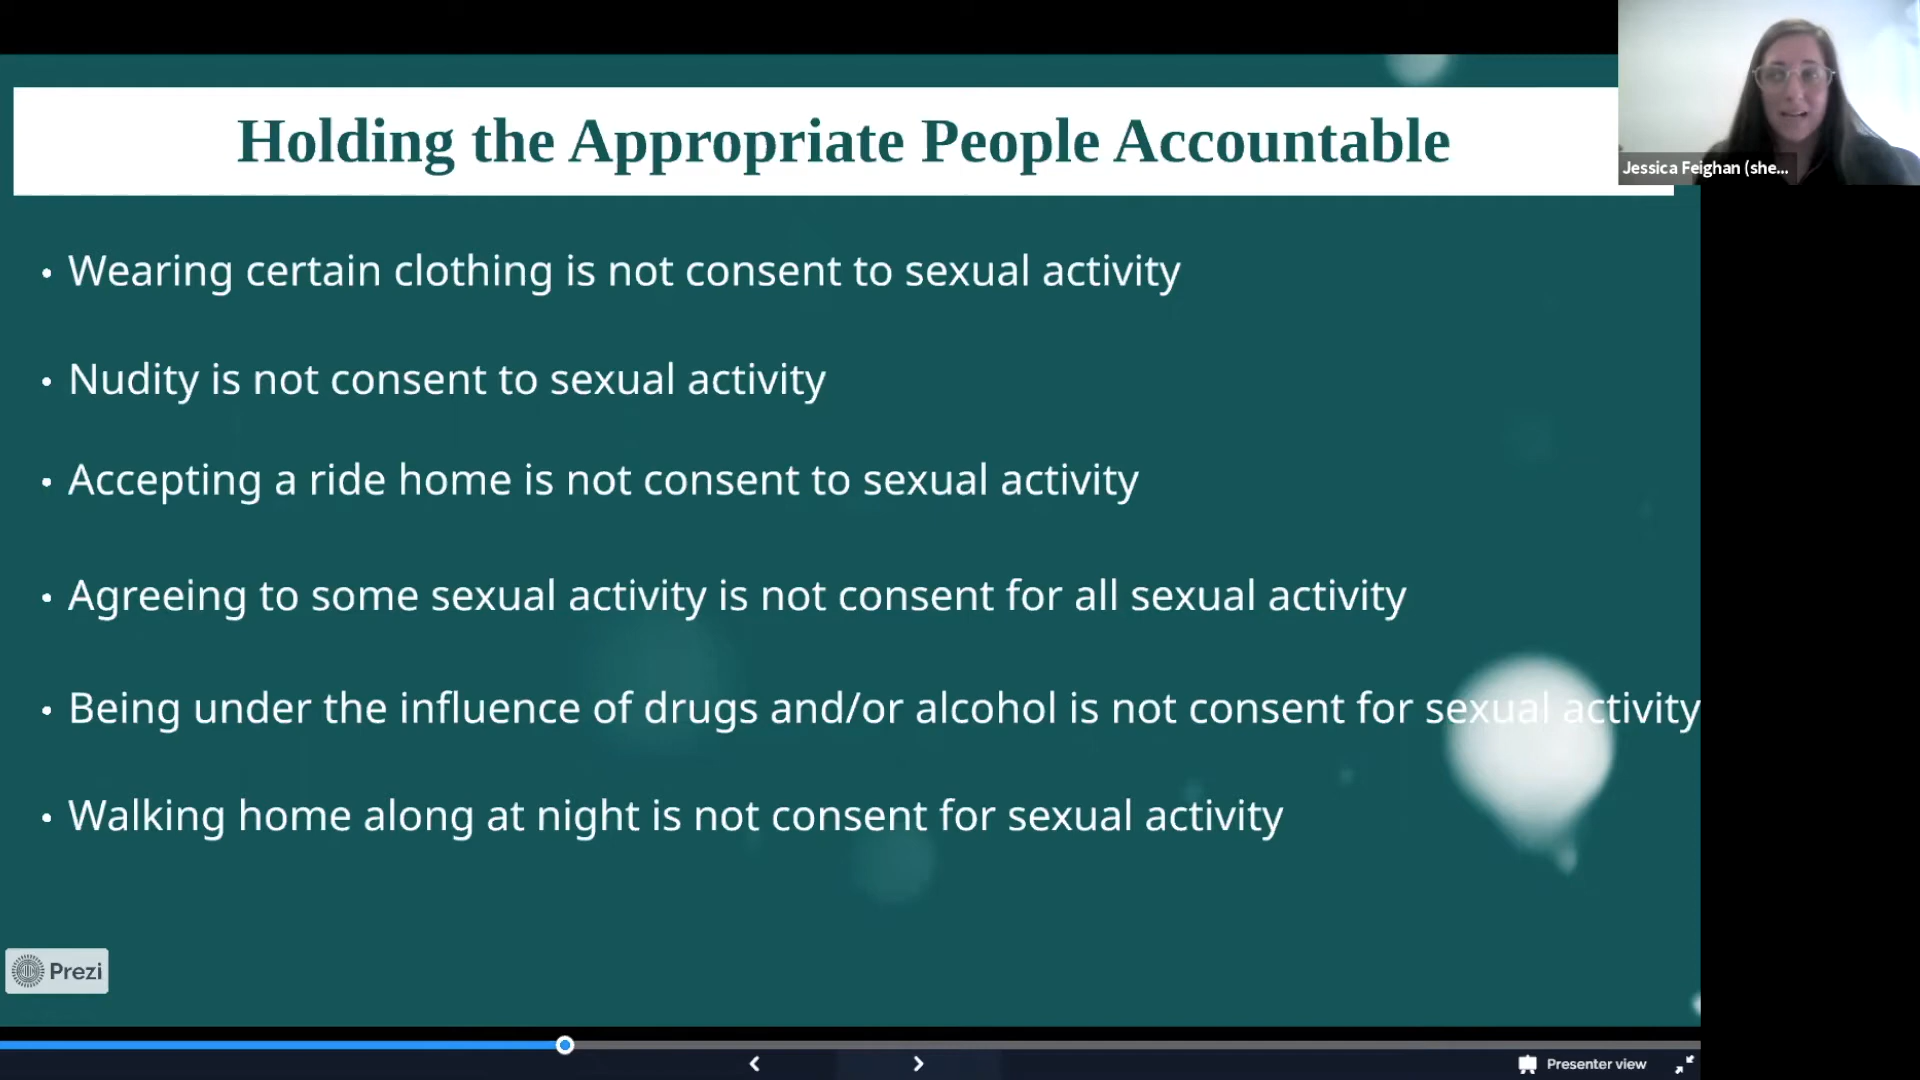 Holding the Appropriate People Accountable
Jessica Feighan (she...
• Wearing certain clothing is not consent to sexual activity
• Nudity is not consent to sexual activity
• Accepting a ride home is not consent to sexual activity
• Agreeing to some sexual activity is not consent for all sexual activity
• Being under the influence of drugs and/or alcohol is not consent for sexual activity
• Walking home along at night is not consent for sexual activity
Prezi
Presenter view